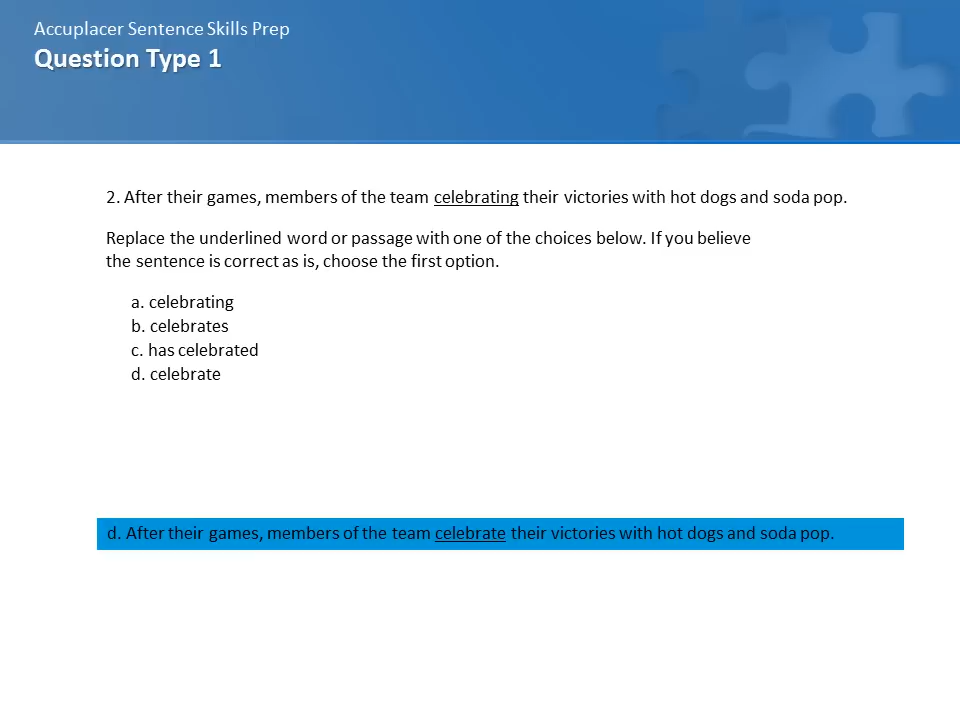 Accuplacer Sentence Skills Prep
Question Type 1
2. After their games, members of the team celebrating their victories with hot dogs and soda pop.
Replace the underlined word or passage with one of the choices below. If you believe
the sentence is correct as is, choose the first option.
a. celebrating
b. celebrates
c. has celebrated
d. celebrate
d. After their games, members of the team celebrate their victories with hot dogs and soda pop.